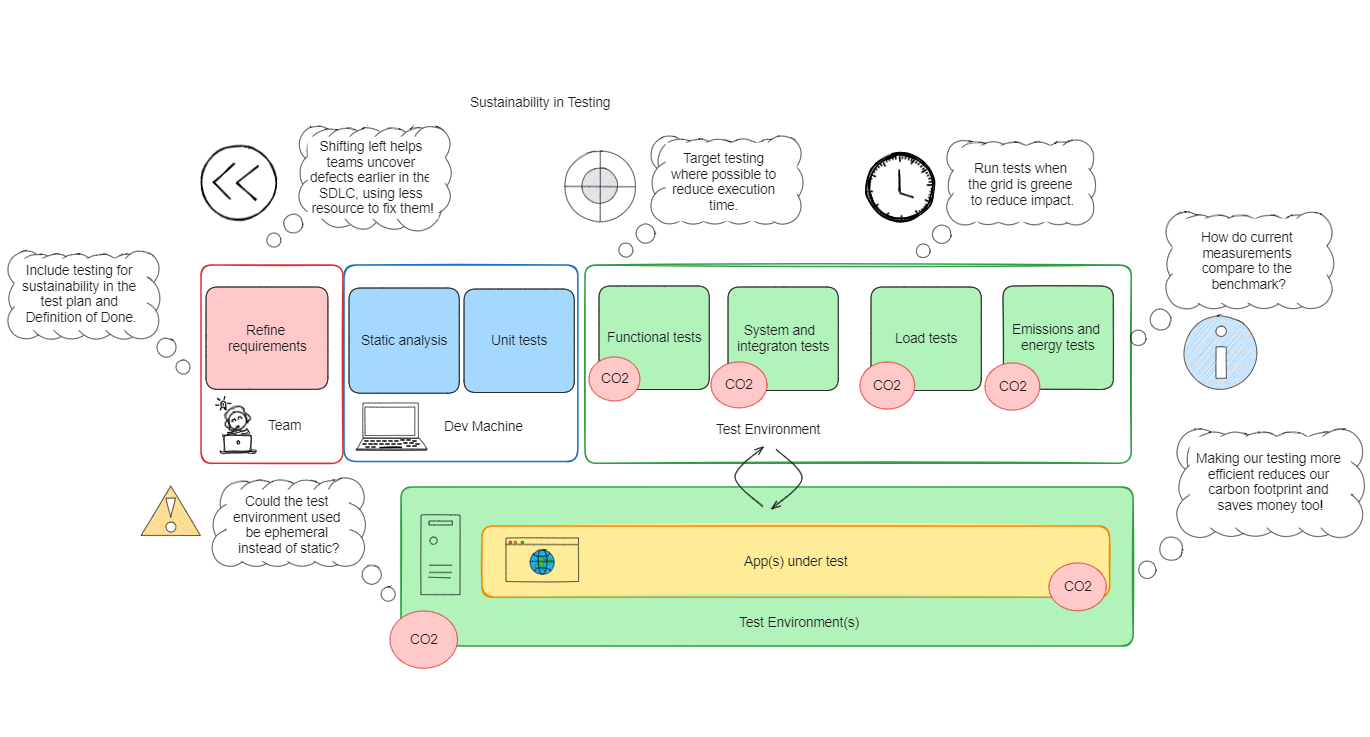 Sustainability in Testing
Shifting left helps
teams uncover
defects earlier in the
SDLC, using less
resource to fix them!
Target testing
where possible to
reduce execution
time.
Run tests when
the grid is greene
to reduce impact.
How do current
measurements
compare to the
benchmark?
Include testing for
sustainability in the
test plan and
Definition of Done.
Refine
requirements
Static analysis
Unit tests
Functional tests
System and
integraton tests
Load tests
Emissions and
energy tests
CO2
CO2
CO2
CO2
Team
Dev Machine
Test Environment
Making our testing more
efficient reduces our
carbon footprint and
saves money too!
Could the test
environment used
be ephemeral
instead of static?
App(s) under test
CO2
Test Environment(s)
CO2